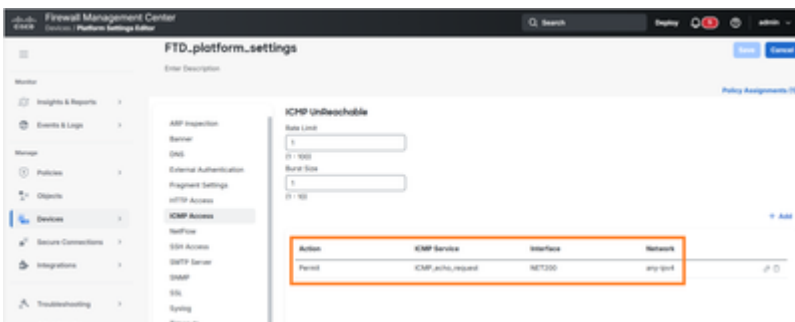 CISCO
Firewall Management Center
Devices / Platform Settings Editor
Search
Deploy
admin
FTD_platform_settings
Enter Description
Save
Cancel
Policy Assignments (1)
Monitor
Insights & Reports
Events & Logs
Manage
Policies
Objects
Devices
Secure Connections
Integrations
Troubleshooting
ARP Inspection
Banner
DNS
External Authentication
Fragment Settings
HTTP Access
ICMP Access
NetFlow
SSH Access
SMTP Server
SNMP
SSL
Syslog
ICMP UnReachable
Rate Limit
1
(1 - 100)
Burst Size
1
(1 - 10)
+ Add
Action ICMP Service Interface Network
Permit ICMP_echo_request NET200 any-ipv4